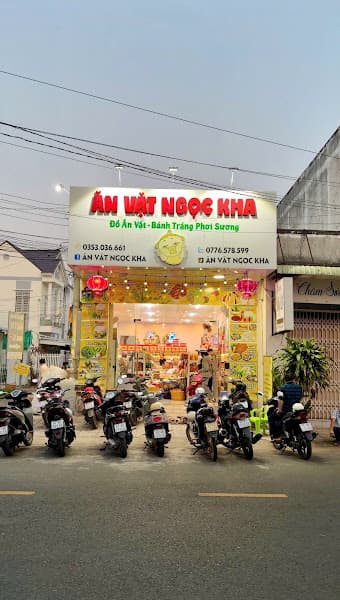 ĂN VẶT NGỌC KHA
Đồ Ăn Vặt - Bánh Tráng Phơi Sương
0353.036.661
0776.578.599
ĂN VẶT NGỌC KHA
ĂN VẶT NGỌC KHA